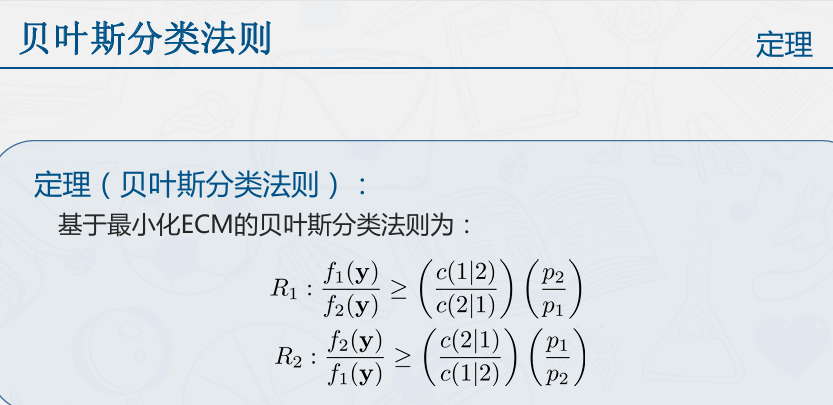 贝叶斯分类法则
定理
定理（贝叶斯分类法则）：
基于最小化ECM的贝叶斯分类法则为：
$R_1 : \frac{f_1(\mathbf{y})}{f_2(\mathbf{y})} \geq \left(\frac{c(1|2)}{c(2|1)}\right)\left(\frac{p_2}{p_1}\right)$
$R_2 : \frac{f_2(\mathbf{y})}{f_1(\mathbf{y})} \geq \left(\frac{c(2|1)}{c(1|2)}\right)\left(\frac{p_1}{p_2}\right)$